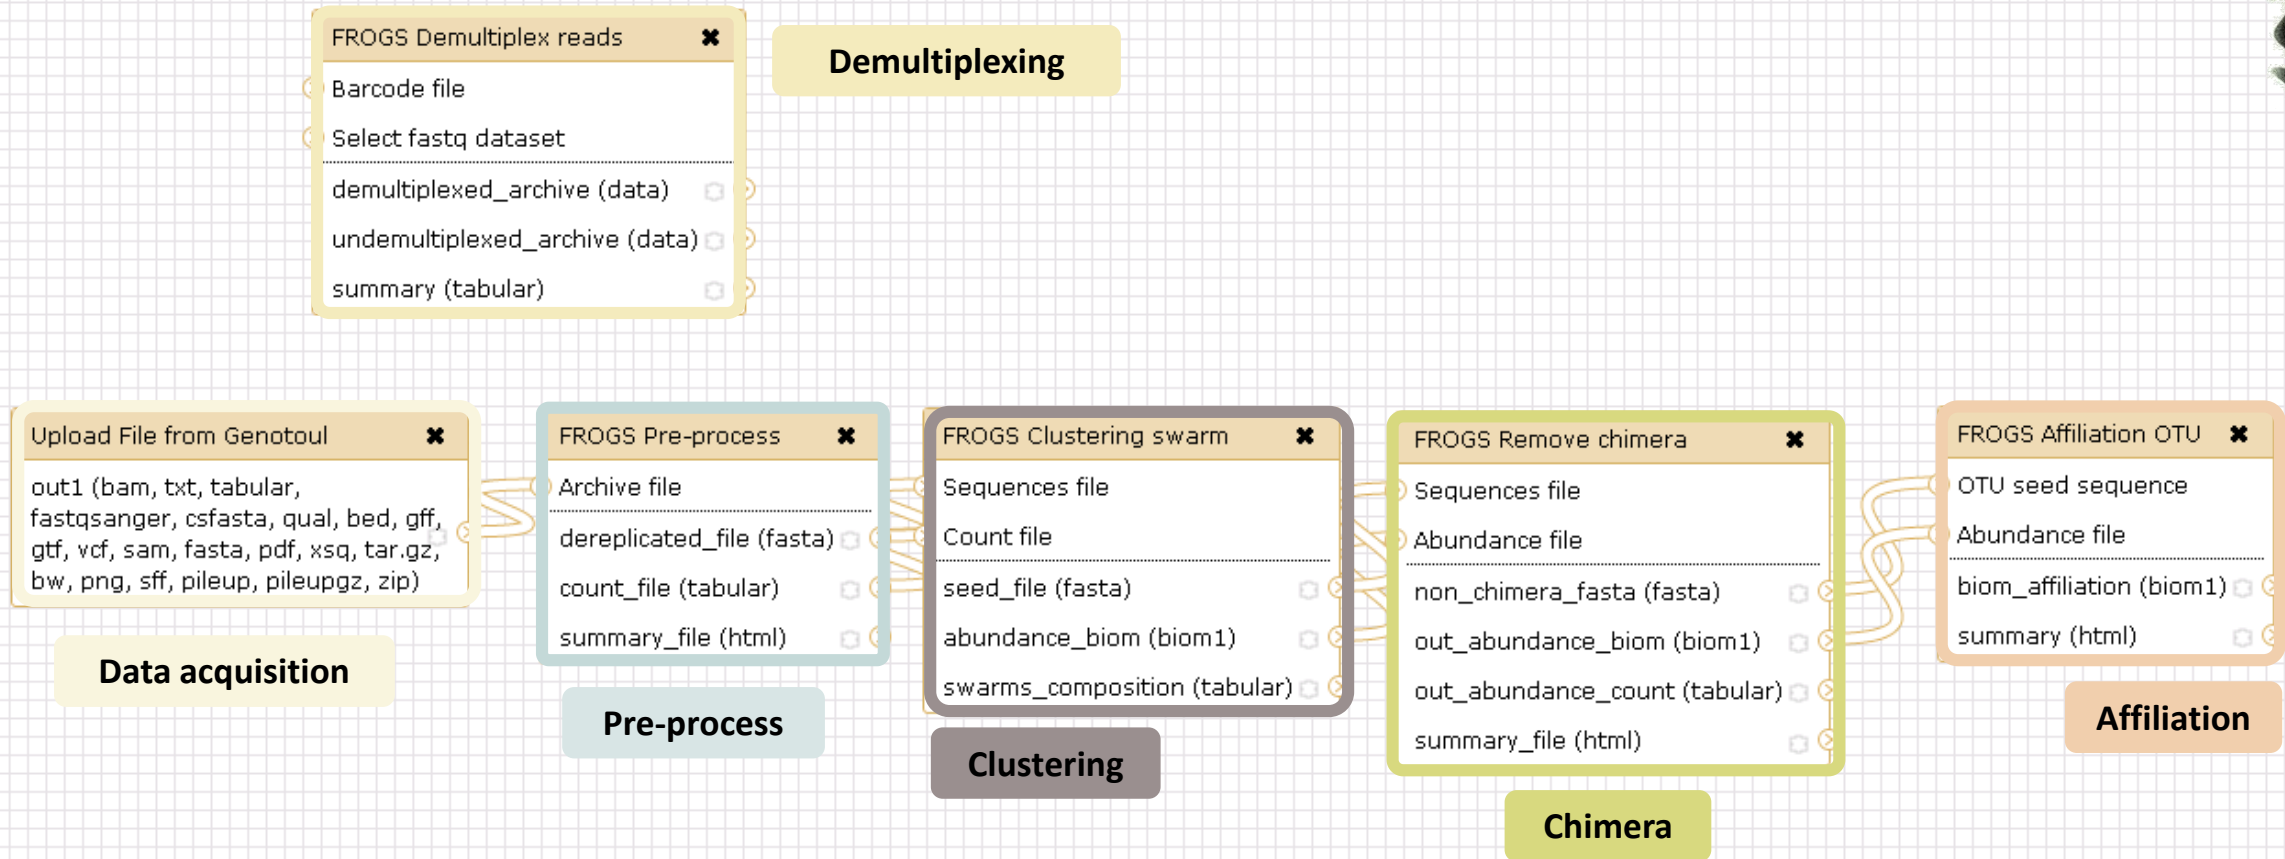 FROGS Demultiplex reads
Barcode file
Select fastq dataset
demultiplexed_archive (data)
undemultiplexed_archive (data)
summary (tabular)
Demultiplexing
Upload File from Genotoul
out1 (bam, txt, tabular,
fastqsanger, csfasta, qual, bed, gff,
gtf, vcf, sam, fasta, pdf, xsq, tar.gz,
bw, png, sff, pileup, pileupgz, zip)
Data acquisition
FROGS Pre-process
Archive file
dereplicated_file (fasta)
count_file (tabular)
summary_file (html)
Pre-process
FROGS Clustering swarm
Sequences file
Count file
seed_file (fasta)
abundance_biom (biom1)
swarms_composition (tabular)
Clustering
FROGS Remove chimera
Sequences file
Abundance file
non_chimera_fasta (fasta)
out_abundance_biom (biom1)
out_abundance_count (tabular)
summary_file (html)
Chimera
FROGS Affiliation OTU
OTU seed sequence
Abundance file
biom_affiliation (biom1)
summary (html)
Affiliation